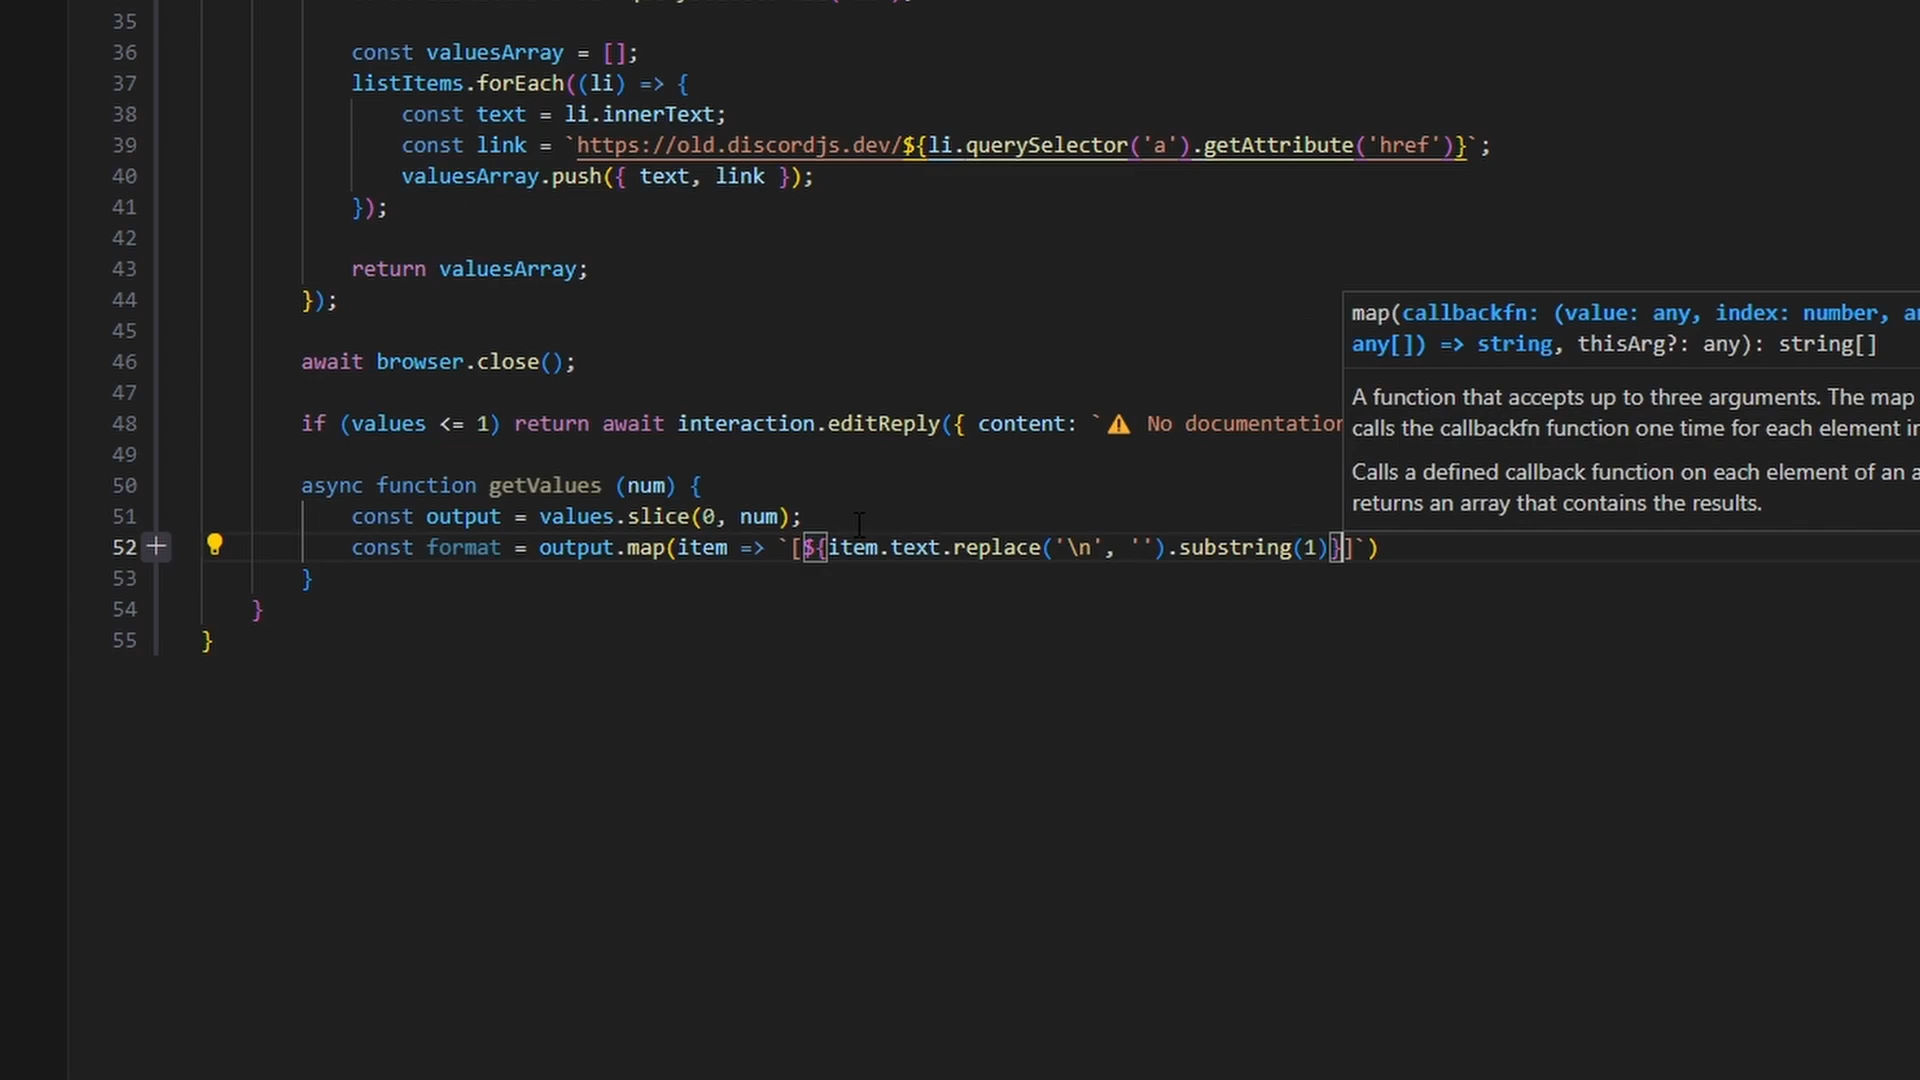 35
36 const valuesArray = [];
37 listItems.forEach((li) => {
38 const text = li.innerText;
39 const link = `https://old.discordjs.dev/${li.querySelector('a').getAttribute('href')}`;
40 valuesArray.push({ text, link });
41 });
42
43 return valuesArray;
44 });
45
46 await browser.close();
47
48 if (values <= 1) return await interaction.editReply({ content: `⚠ No documentation
49
50 async function getValues (num) {
51 const output = values.slice(0, num);
52 const format = output.map(item => `[${item.text.replace('\n', '').substring(1)}]`)
53 }
54 }
55 }
map(callbackfn: (value: any, index: number,
any[]) => string, thisArg?: any): string[]
A function that accepts up to three arguments. The map
calls the callbackfn function one time for each element
Calls a defined callback function on each element of an
returns an array that contains the results.